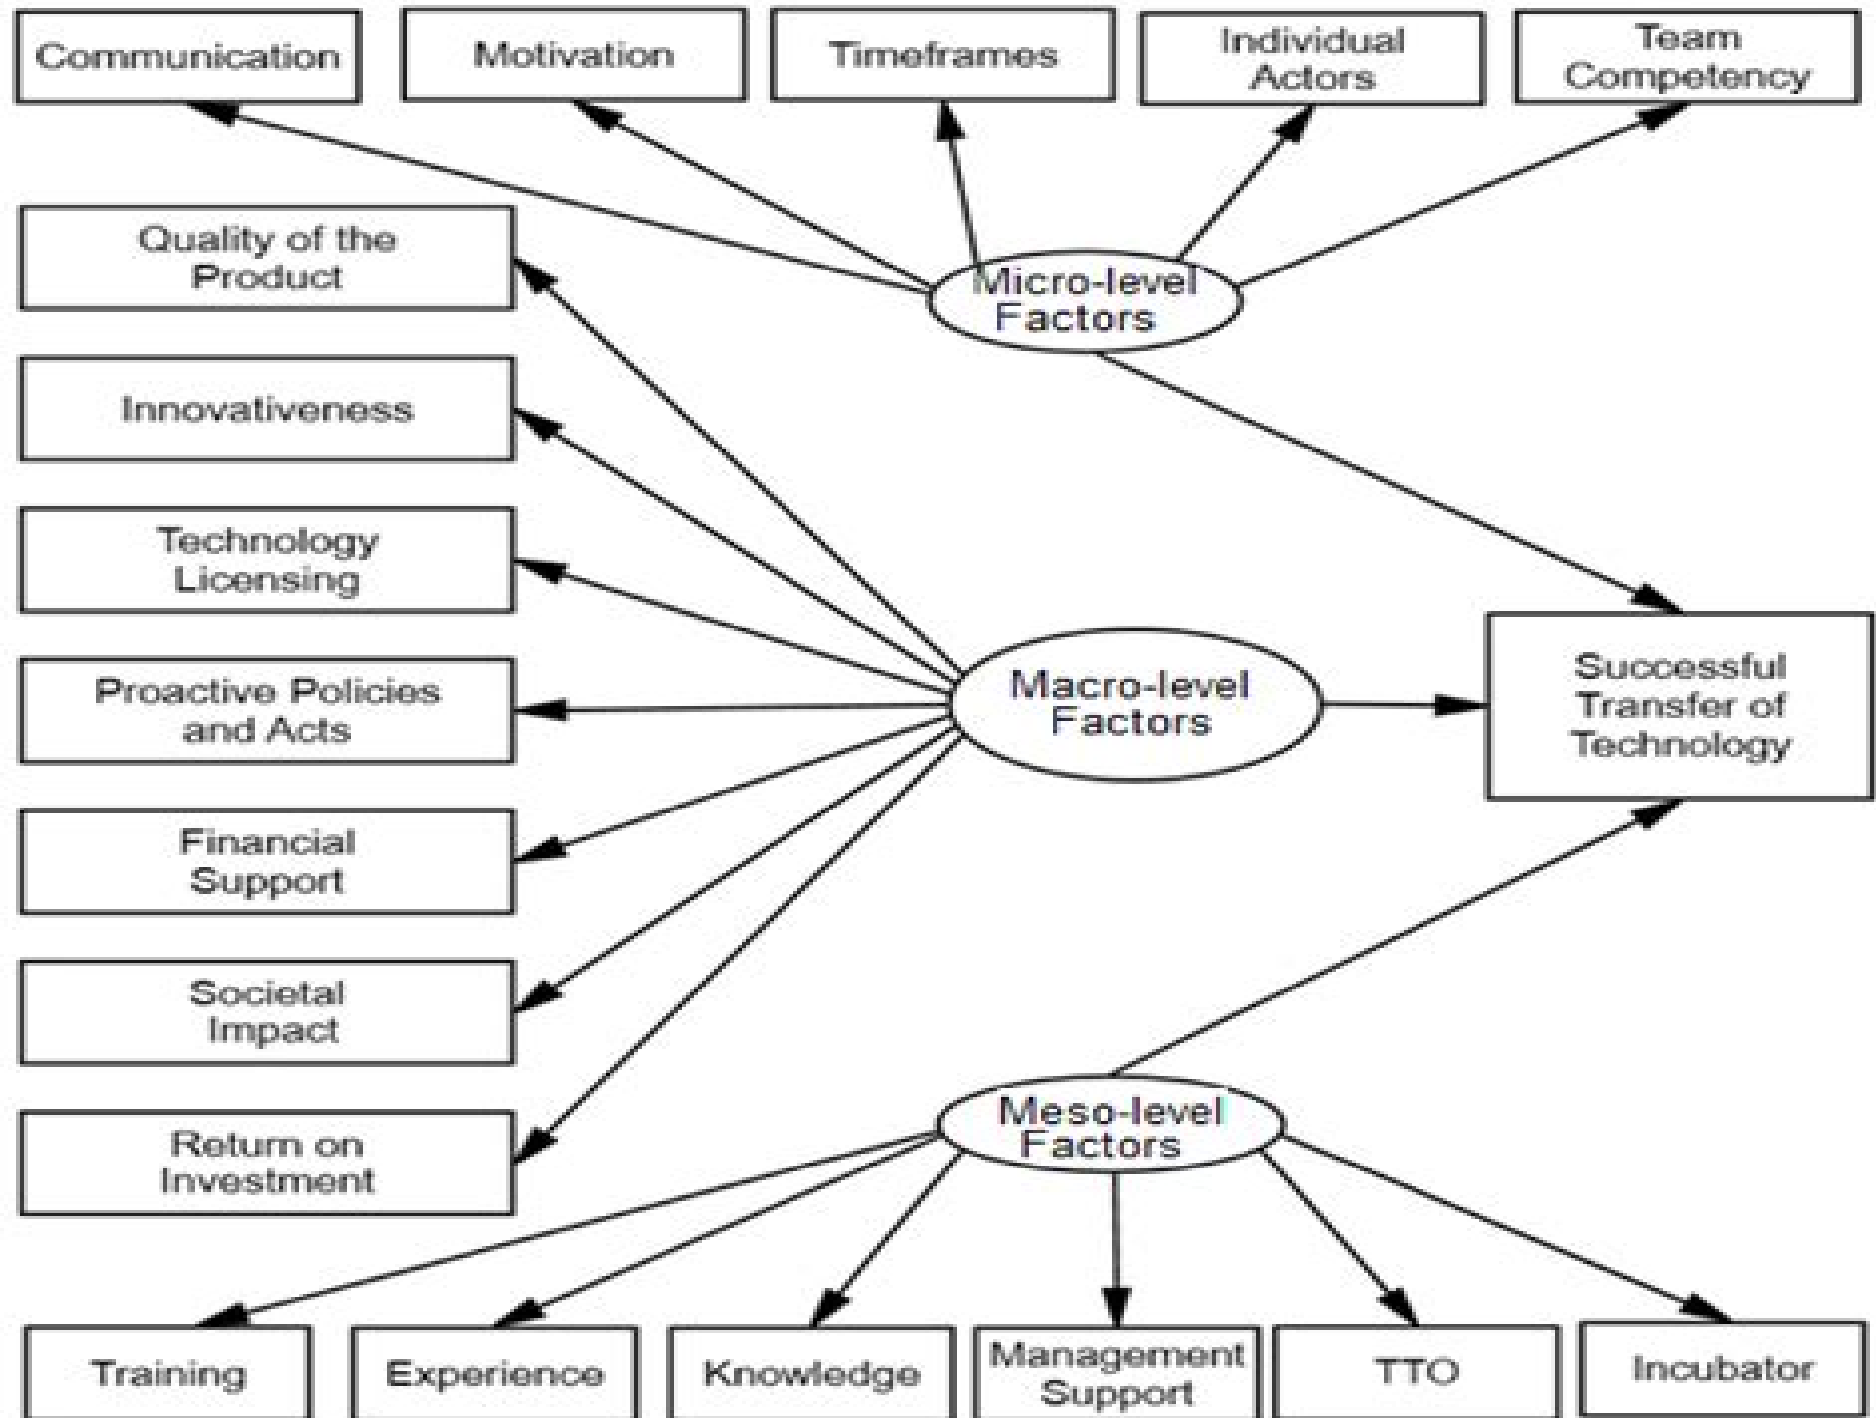 Communication
Motivation
Timeframes
Individual
Actors
Team
Competency
Quality of the
Product
Micro-level
Factors
Innovativeness
Technology
Licensing
Proactive Policies
and Acts
Macro-level
Factors
Successful
Transfer of
Technology
Financial
Support
Societal
Impact
Return on
Investment
Meso-level
Factors
Training
Experience
Knowledge
Management
Support
TTO
Incubator